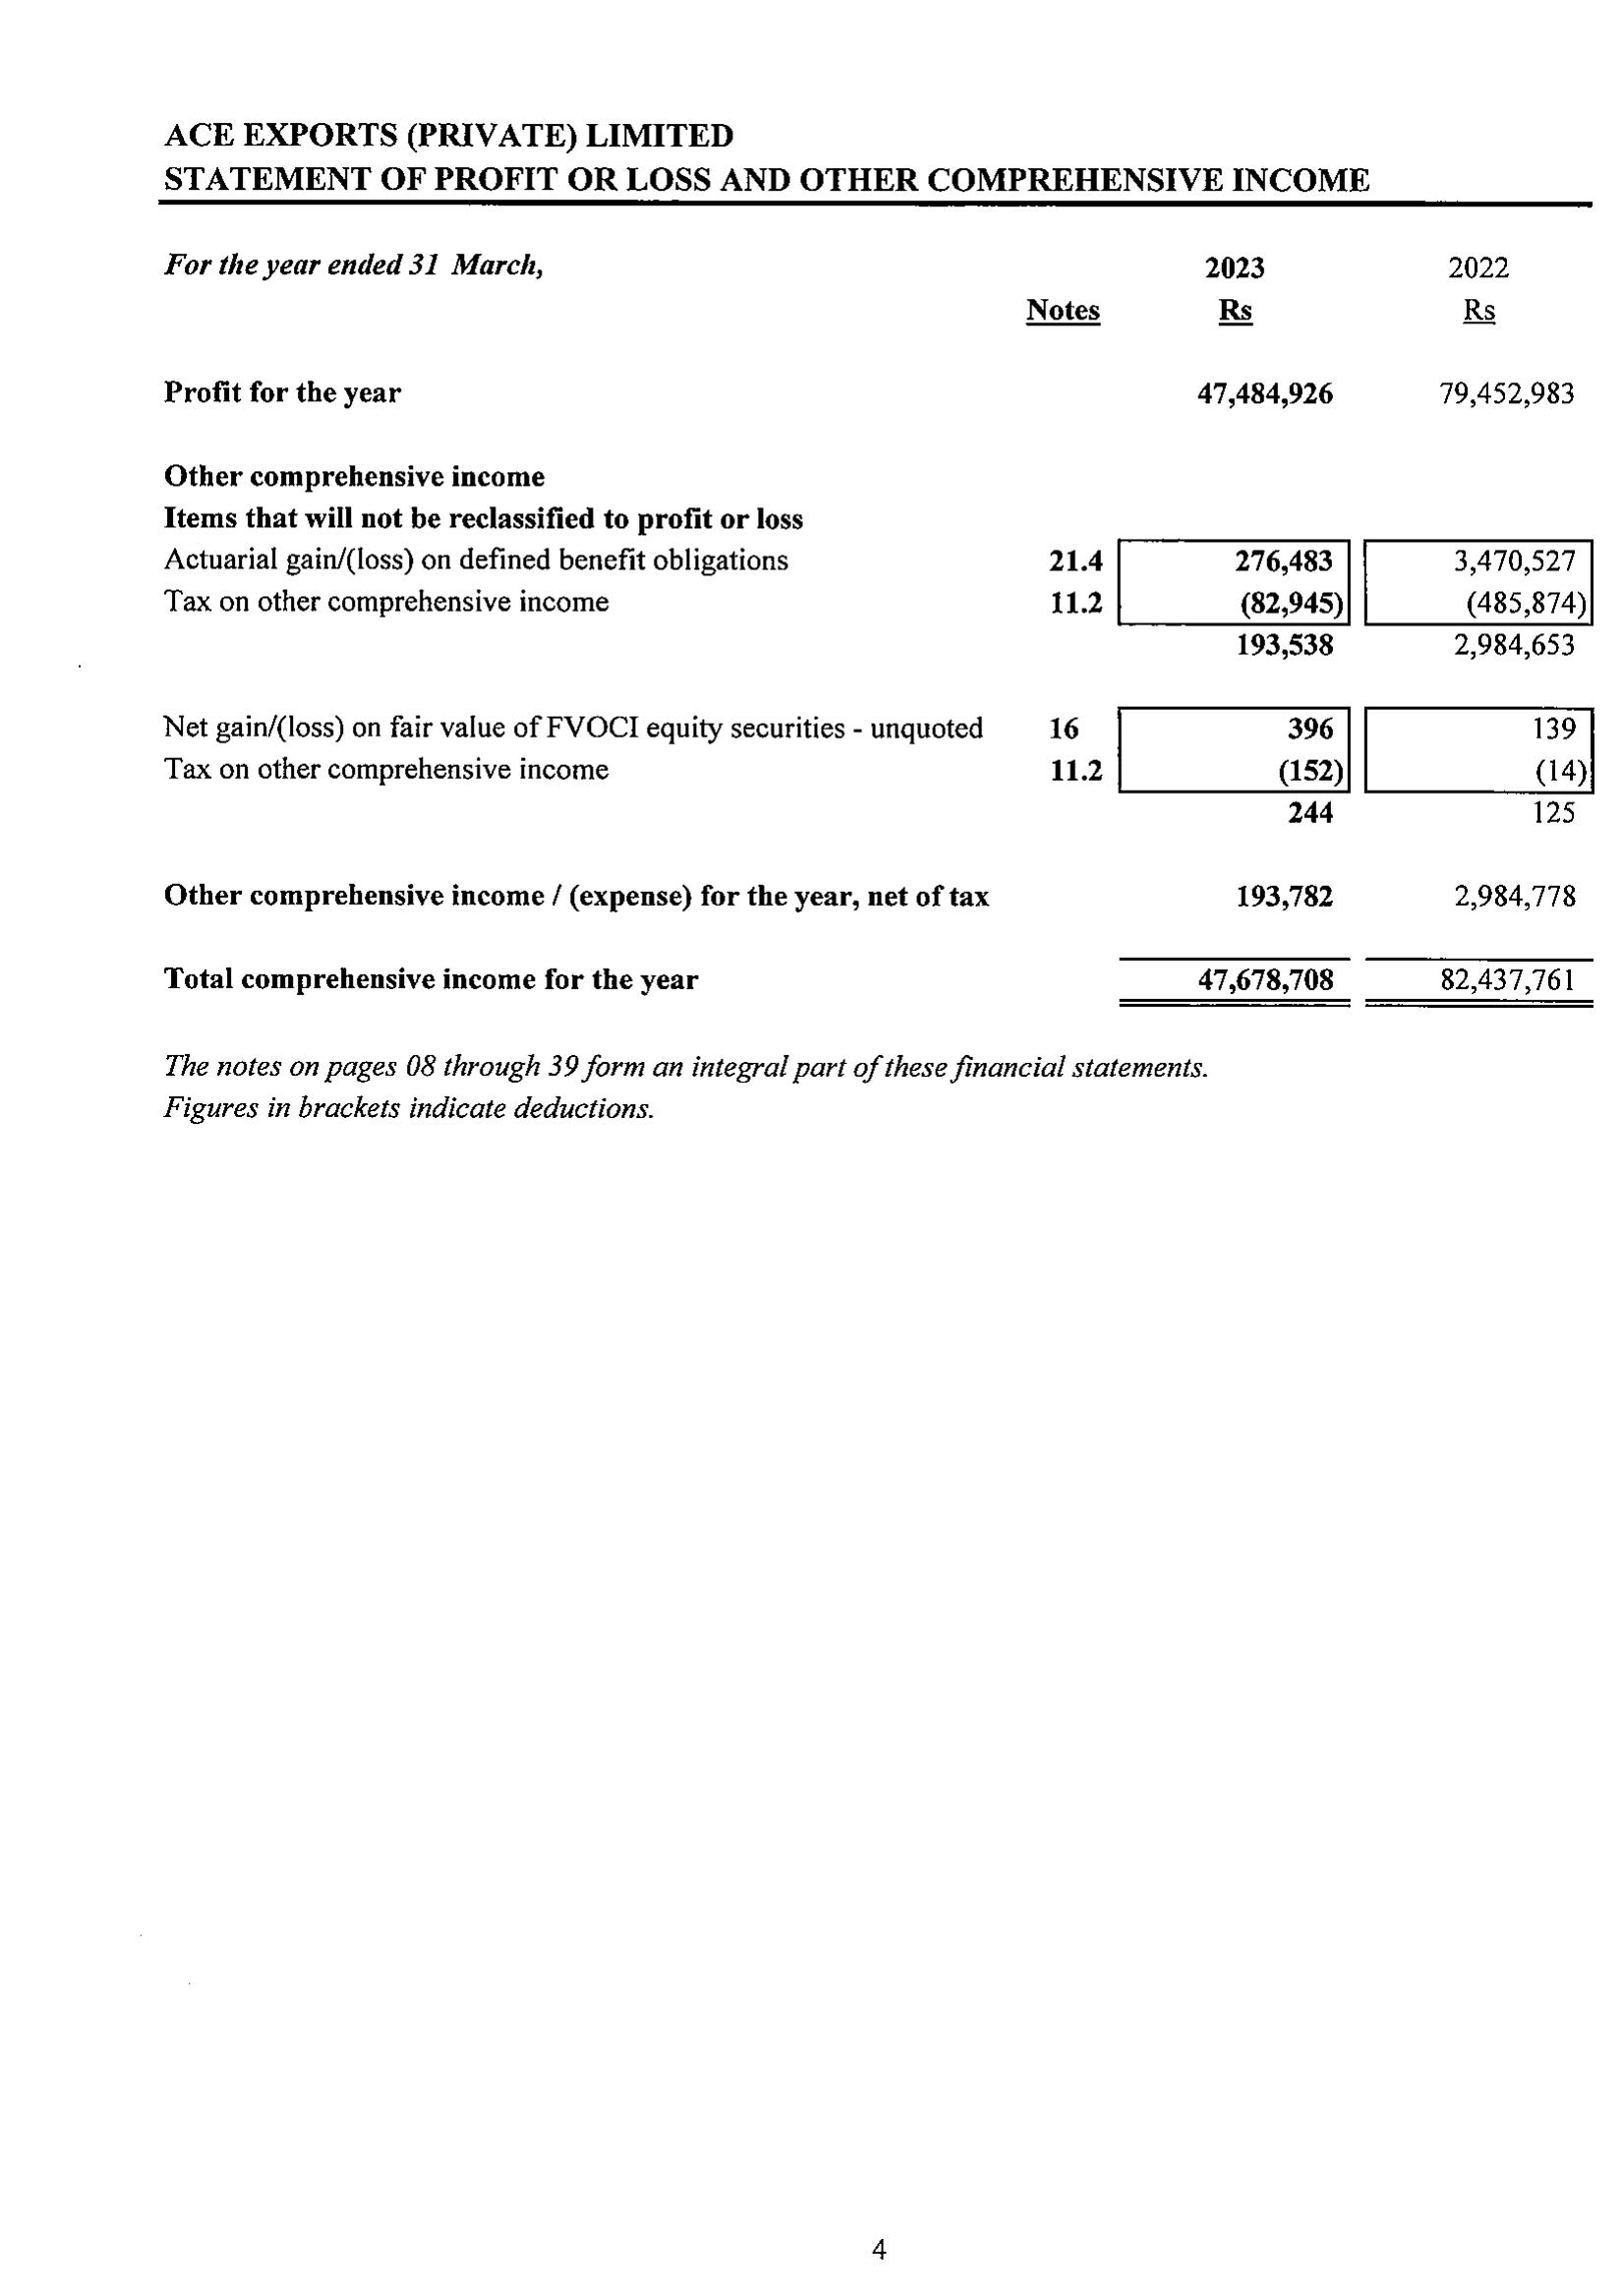 ACE EXPORTS (PRIVATE) LIMITED
STATEMENT OF PROFIT OR LOSS AND OTHER COMPREHENSIVE INCOME
For the year ended 31 March, 2023 2022
Notes Rs Rs
Profit for the year 47,484,926 79,452,983
Other comprehensive income
Items that will not be reclassified to profit or loss
Actuarial gain/(loss) on defined benefit obligations 21.4 276,483 3,470,527
Tax on other comprehensive income 11.2 (82,945) (485,874)
193,538 2,984,653
Net gain/(loss) on fair value of FVOCI equity securities - unquoted 16 396 139
Tax on other comprehensive income 11.2 (152) (14)
244 125
Other comprehensive income / (expense) for the year, net of tax 193,782 2,984,778
Total comprehensive income for the year 47,678,708 82,437,761
The notes on pages 08 through 39 form an integral part of these financial statements.
Figures in brackets indicate deductions.
4